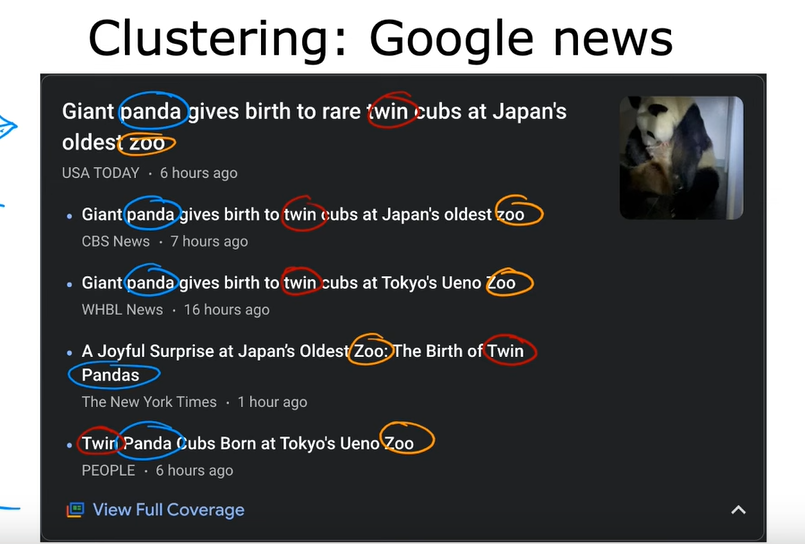 Clustering: Google news
Giant panda gives birth to rare twin cubs at Japan's
oldest zoo
USA TODAY · 6 hours ago
• Giant panda gives birth to twin cubs at Japan's oldest zoo
CBS News · 7 hours ago
• Giant panda gives birth to twin cubs at Tokyo's Ueno Zoo
WHBL News · 16 hours ago
• A Joyful Surprise at Japan’s Oldest Zoo: The Birth of Twin
Pandas
The New York Times · 1 hour ago
• Twin Panda Cubs Born at Tokyo's Ueno Zoo
PEOPLE · 6 hours ago
View Full Coverage